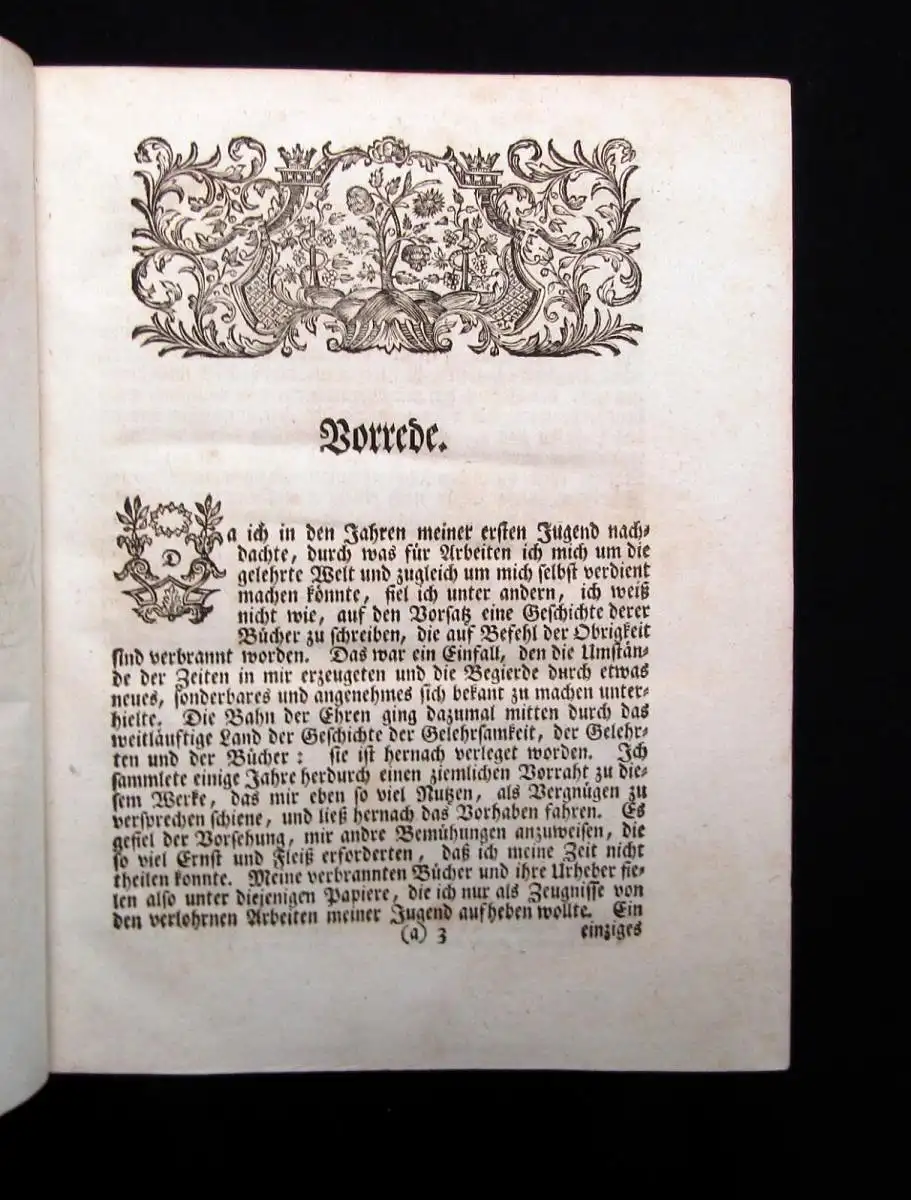 Vorrede.
Da ich in den Jahren meiner ersten Jugend nach-
dachte, durch was für Arbeiten ich mich um die
gelehrte Welt und zugleich um mich selbst verdient
machen könnte, fiel ich unter andern, ich weiß
nicht wie, auf den Vorsatz eine Geschichte derer
Bücher zu schreiben, die auf Befehl der Obrigkeit
sind verbrannt worden. Das war ein Einfall, den die Umstän-
de der Zeiten in mir erzeugeten und die Begierde durch etwas
neues, sonderbares und angenehmes sich bekant zu machen unter-
hielte. Die Bahn der Ehren ging dazumal mitten durch das
weitläuftige Land der Geschichte der Gelehrsamkeit, der Gelehr-
ten und der Bücher: sie ist hernach verleget worden. Ich
sammlete einige Jahre herdurch einen ziemlichen Vorraht zu die-
sem Werke, das mir eben so viel Nutzen, als Vergnügen zu
versprechen schiene, und ließ hernach das Vorhaben fahren. Es
gefiel der Vorsehung, mir andre Bemühungen anzuweisen, die
so viel Ernst und Fleiß erforderten, daß ich meine Zeit nicht
theilen konnte. Meine verbrannten Bücher und ihre Urheber fie-
len also unter diejenigen Papiere, die ich nur als Zeugnisse von
den verlohrnen Arbeiten meiner Jugend aufheben wollte. Ein
(a) 3 einziges